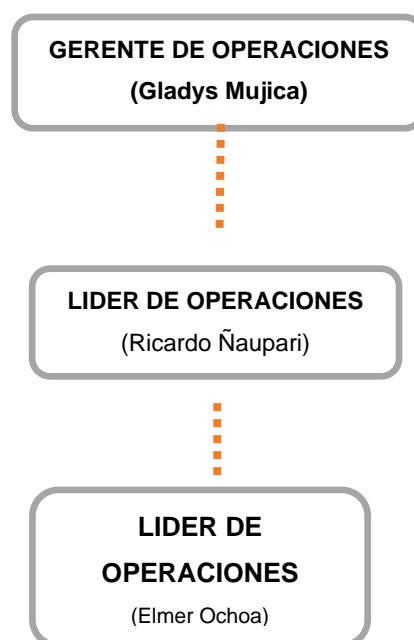 GERENTE DE OPERACIONES
(Gladys Mujica)
LIDER DE OPERACIONES
(Ricardo Ñaupari)
LIDER DE
OPERACIONES
(Elmer Ochoa)